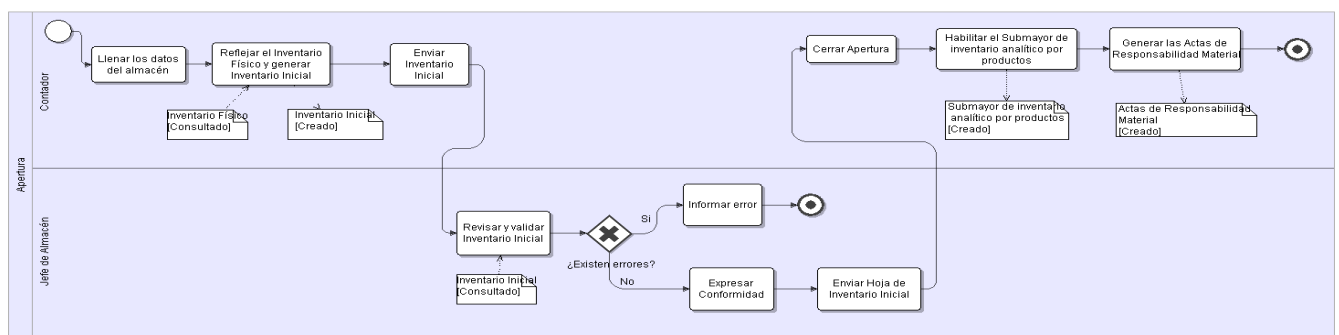 Apertura
Contador
Llenar los datos
del almacén
Reflejar el Inventario
Físico y generar
Inventario Inicial
Enviar
Inventario
Inicial
Inventario Físico
[Consultado]
Inventario Inicial
[Creado]
Cerrar Apertura
Habilitar el Submayor de
inventario analítico por
productos
Generar las Actas de
Responsabilidad Material
Submayor de inventario
analítico por productos
[Creado]
Actas de Responsabilidad
Material
[Creado]
Jefe de Almacén
Revisar y validar
Inventario Inicial
Inventario Inicial
[Consultado]
¿Existen errores?
Si
Informar error
No
Expresar
Conformidad
Enviar Hoja de
Inventario Inicial